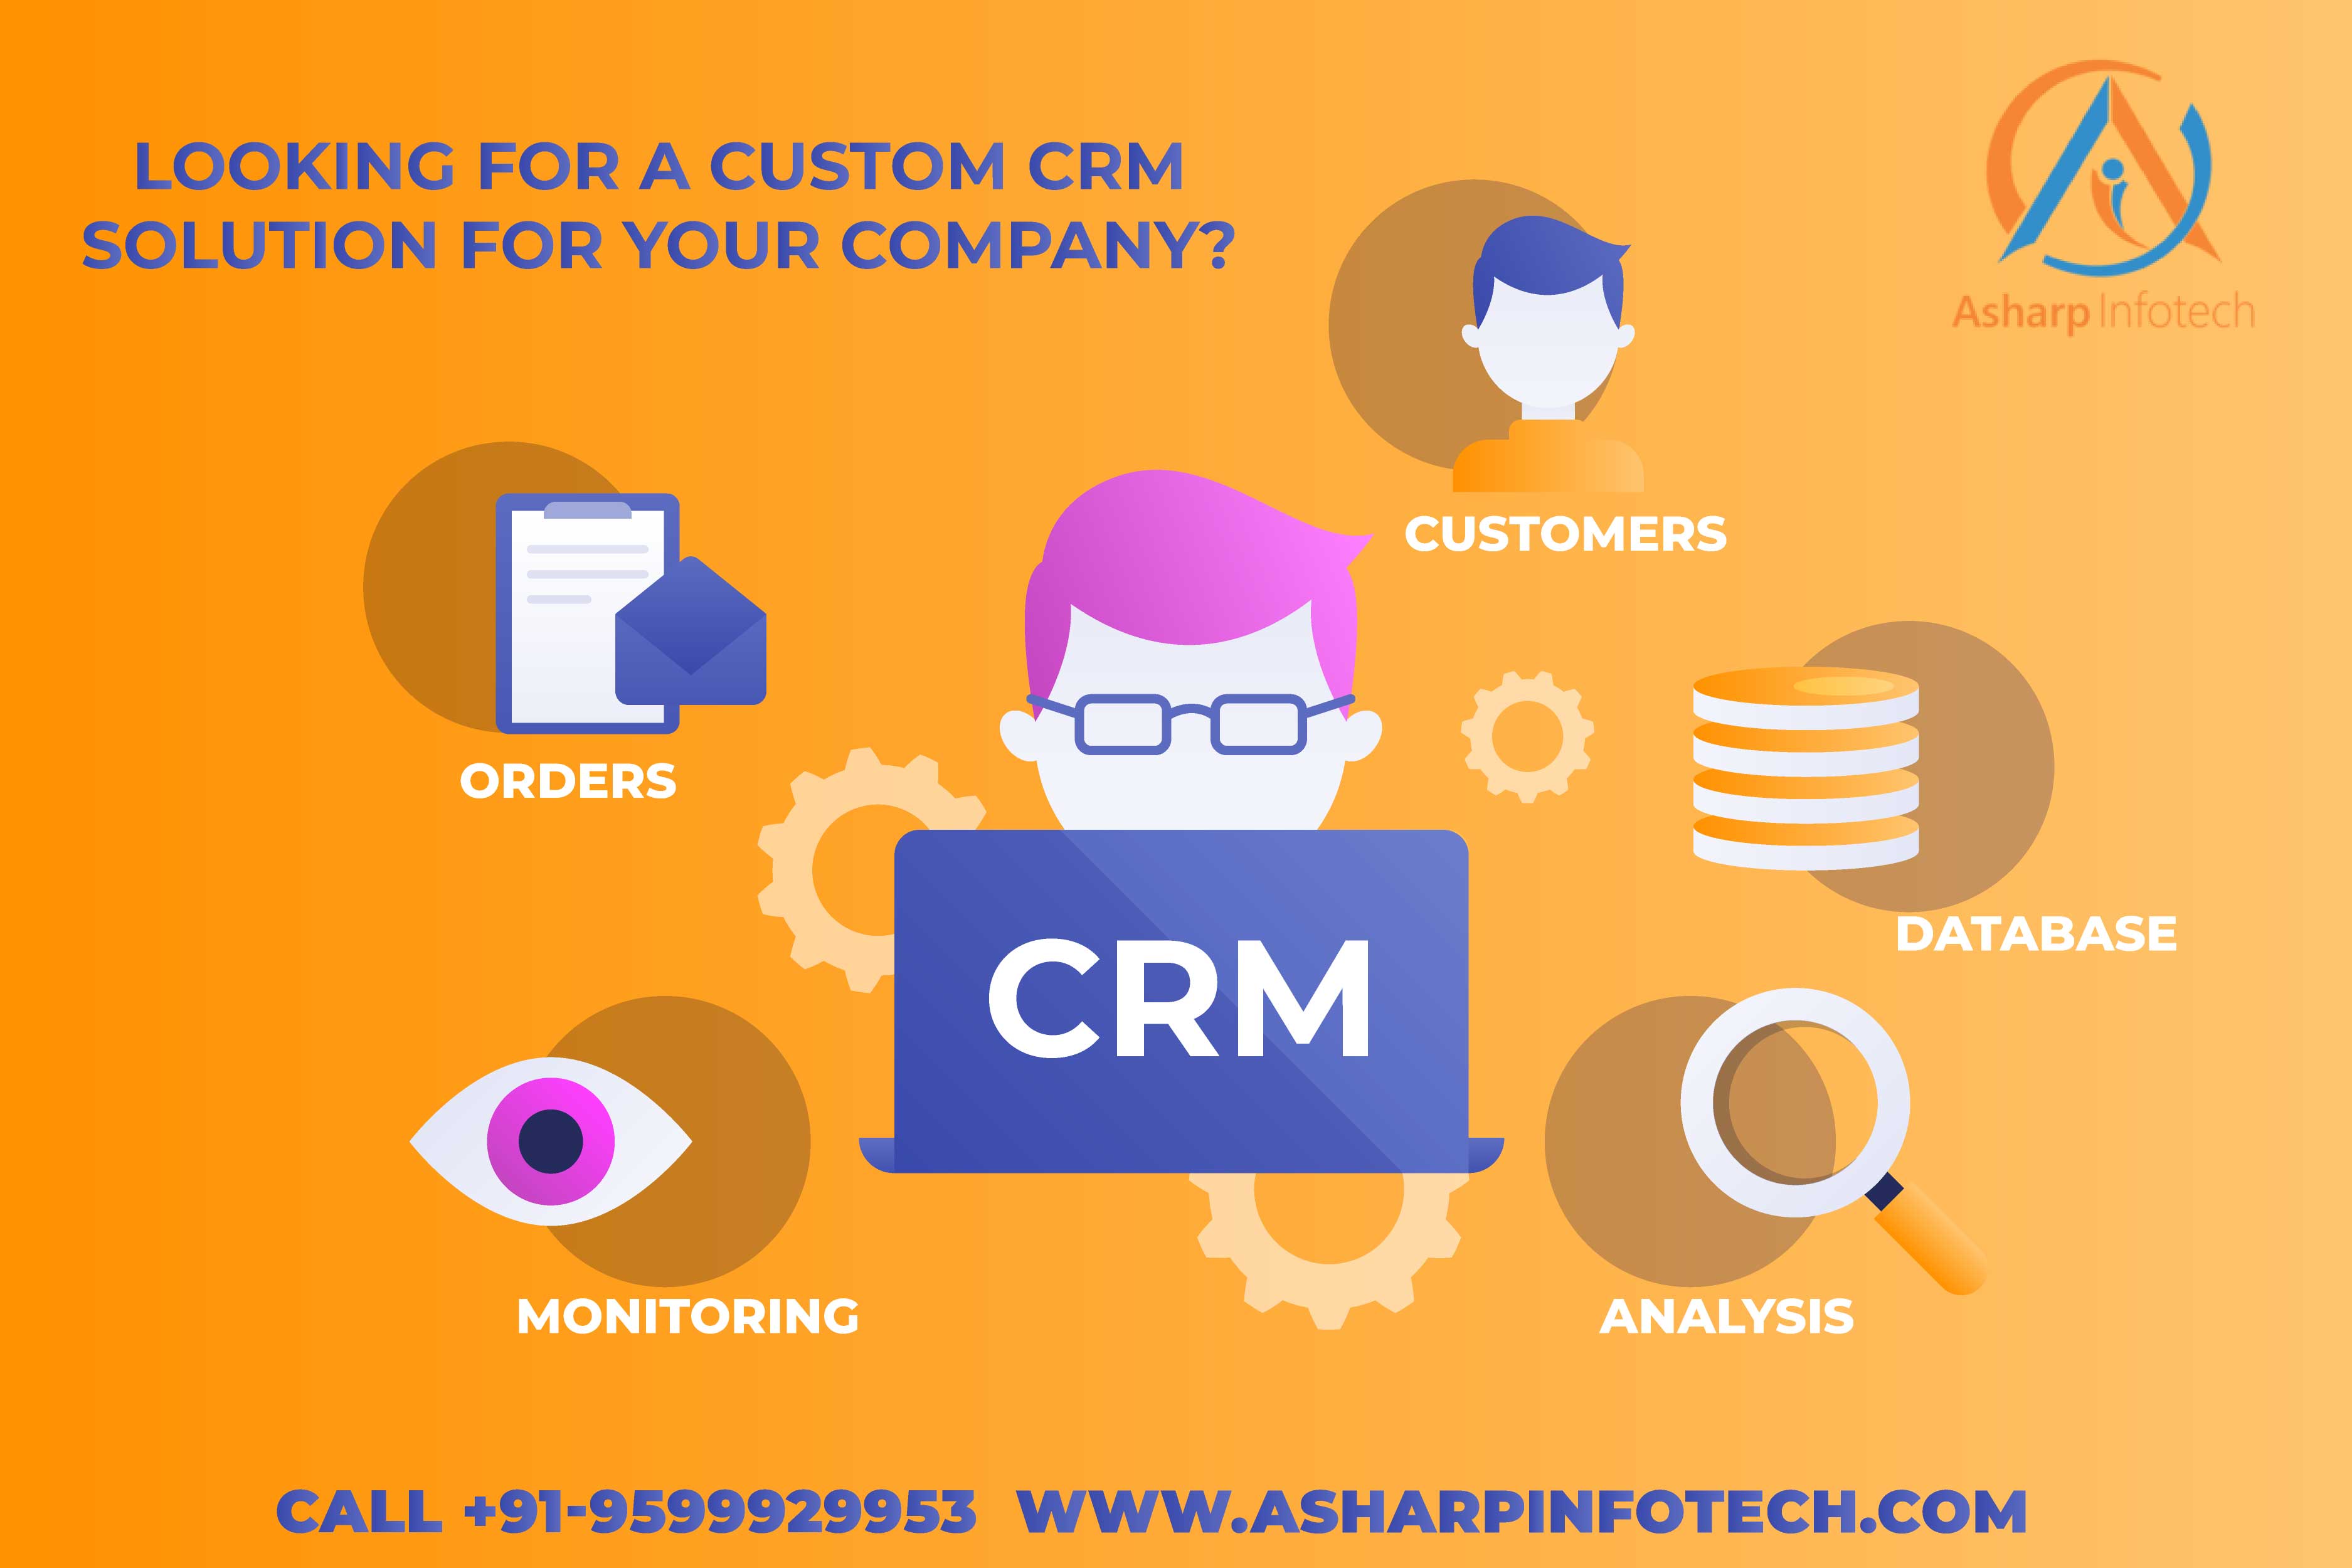 LOOKING FOR A CUSTOM CRM
SOLUTION FOR YOUR COMPANY?
Asharp Infotech
CUSTOMERS
ORDERS
DATABASE
CRM
MONITORING
ANALYSIS
CALL +91-9599929953 WWW.ASHARPINFOTECH.COM